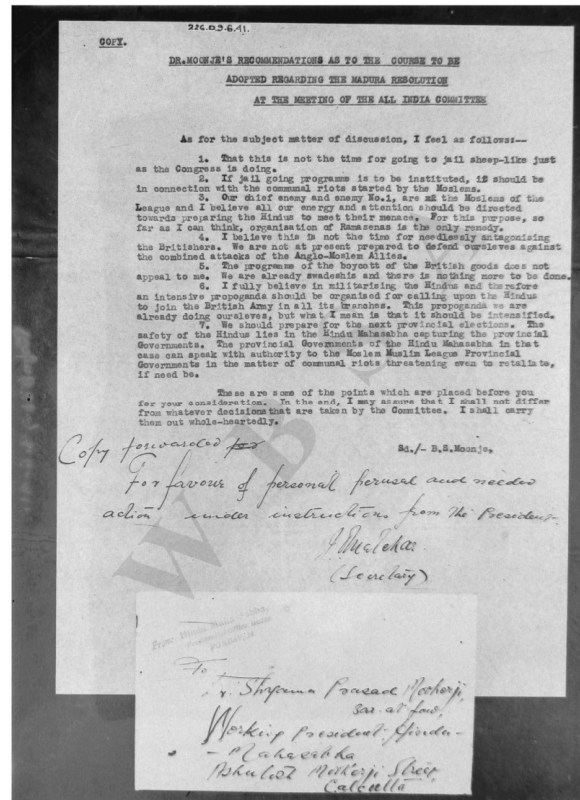 226.09.6.41.
COPY.
DR.MOONJE'S RECOMMENDATIONS AS TO THE COURSE TO BE
ADOPTED REGARDING THE MADURA RESOLUTION
AT THE MEETING OF THE ALL INDIA COMMITTEE
As for the subject matter of discussion, I feel as follows:--
1. That this is not the time for going to jail sheep-like just
as the Congress is doing.
2. If jail going programme is to be instituted, it should be
in connection with the communal riots started by the Moslems.
3. Our chief enemy and enemy No.1, are the Moslems of the
League and I believe all our energy and attention should be directed
towards preparing the Hindus to meet their menace. For this purpose, so
far as I can think, organisation of Ramasenas is the only remedy.
4. I believe this is not the time for needlessly antagonising
the Britishers. We are not at present prepared to defend ourselves against
the combined attacks of the Anglo-Moslem Allies.
5. The programme of the boycott of the British goods does not
appeal to me. We are already swadeshis and there is nothing more to be done.
6. I fully believe in militarising the Hindus and therefore
an intensive propoganda should be organised for calling upon the Hindus
to join the British Army in all its branches. This propoganda we are
already doing ourselves, but what I mean is that it should be intensified.
7. We should prepare for the next provincial elections. The
safety of the Hindus lies in the Hindu Mahasabha capturing the provincial
Governments. The provincial Governments of the Hindu Mahasabha in that
case can speak with authority to the Moslem Muslim League Provincial
Governments in the matter of communal riots threatening even to retaliate,
if need be.
These are some of the points which are placed before you
for your consideration. In the end, I may assure that I shall not differ
from whatever decisions that are taken by the Committee. I shall carry
them out whole-heartedly.
Sd./- B.S.Moonje.
Copy forwarded for
For favour of personal perusal and needed
action under instructions from the President.
(Secretary)
W B
From: Hindu
To
Dr. Shyama Prasad Mookerji,
Bar. at law,
Working President-Hindu-
- Mahasabha
Ashutosh Mookerji Street,
Calcutta